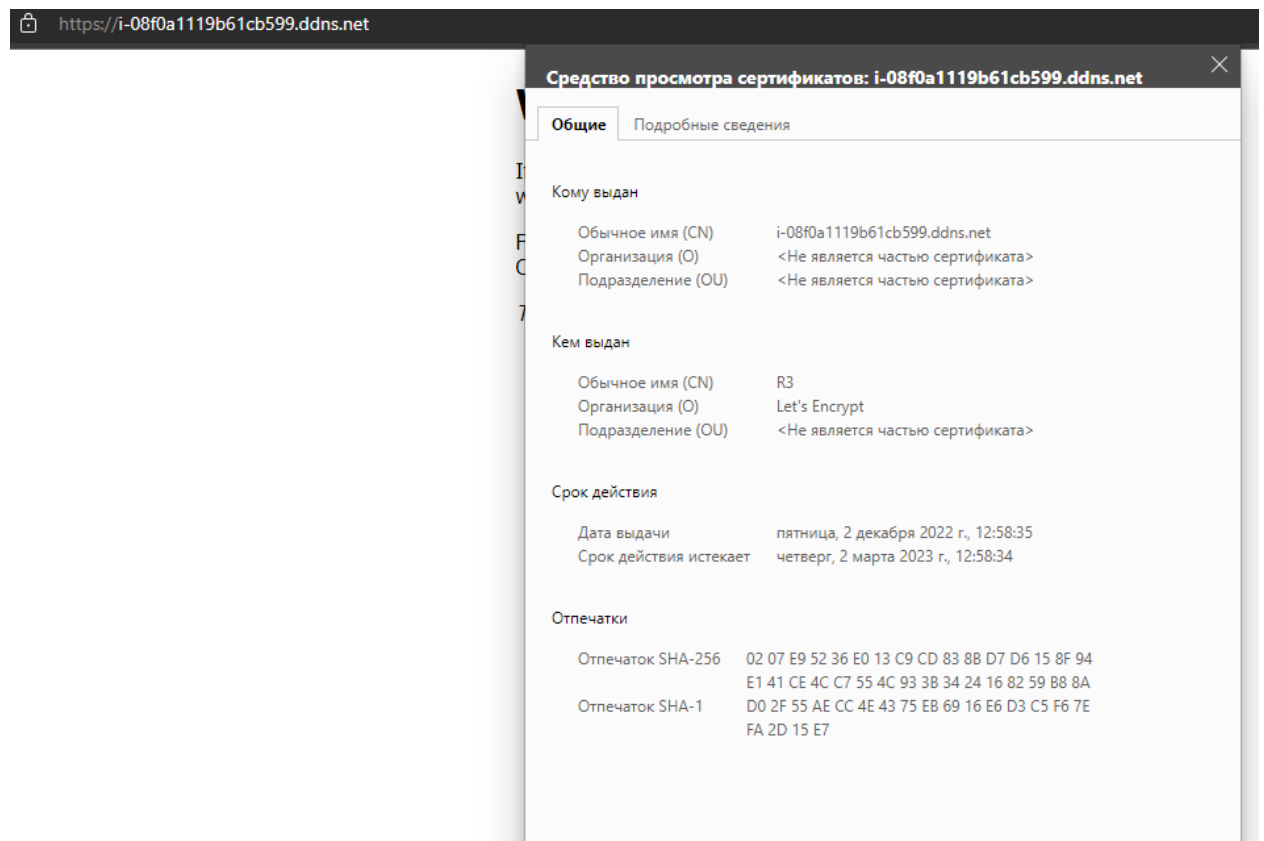 https://i-08f0a1119b61cb599.ddns.net
Средство просмотра сертификатов: i-08f0a1119b61cb599.ddns.net
Общие Подробные сведения
Кому выдан
Обычное имя (CN) i-08f0a1119b61cb599.ddns.net
Организация (O) <Не является частью сертификата>
Подразделение (OU) <Не является частью сертификата>
Кем выдан
Обычное имя (CN) R3
Организация (O) Let's Encrypt
Подразделение (OU) <Не является частью сертификата>
Срок действия
Дата выдачи пятница, 2 декабря 2022 г., 12:58:35
Срок действия истекает четверг, 2 марта 2023 г., 12:58:34
Отпечатки
Отпечаток SHA-256 02 07 E9 52 36 E0 13 C9 CD 83 8B D7 D6 15 8F 94
E1 41 CE 4C C7 55 4C 93 3B 34 24 16 82 59 B8 8A
Отпечаток SHA-1 D0 2F 55 AE CC 4E 43 75 EB 69 16 E6 D3 C5 F6 7E
FA 2D 15 E7